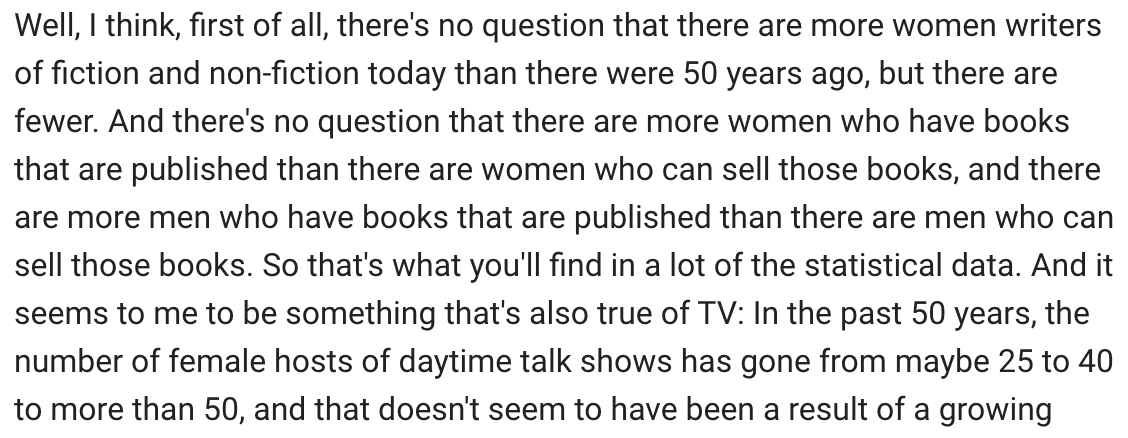 Well, I think, first of all, there's no question that there are more women writers
of fiction and non-fiction today than there were 50 years ago, but there are
fewer. And there's no question that there are more women who have books
that are published than there are women who can sell those books, and there
are more men who have books that are published than there are men who can
sell those books. So that's what you'll find in a lot of the statistical data. And it
seems to me to be something that's also true of TV: In the past 50 years, the
number of female hosts of daytime talk shows has gone from maybe 25 to 40
to more than 50, and that doesn't seem to have been a result of a growing